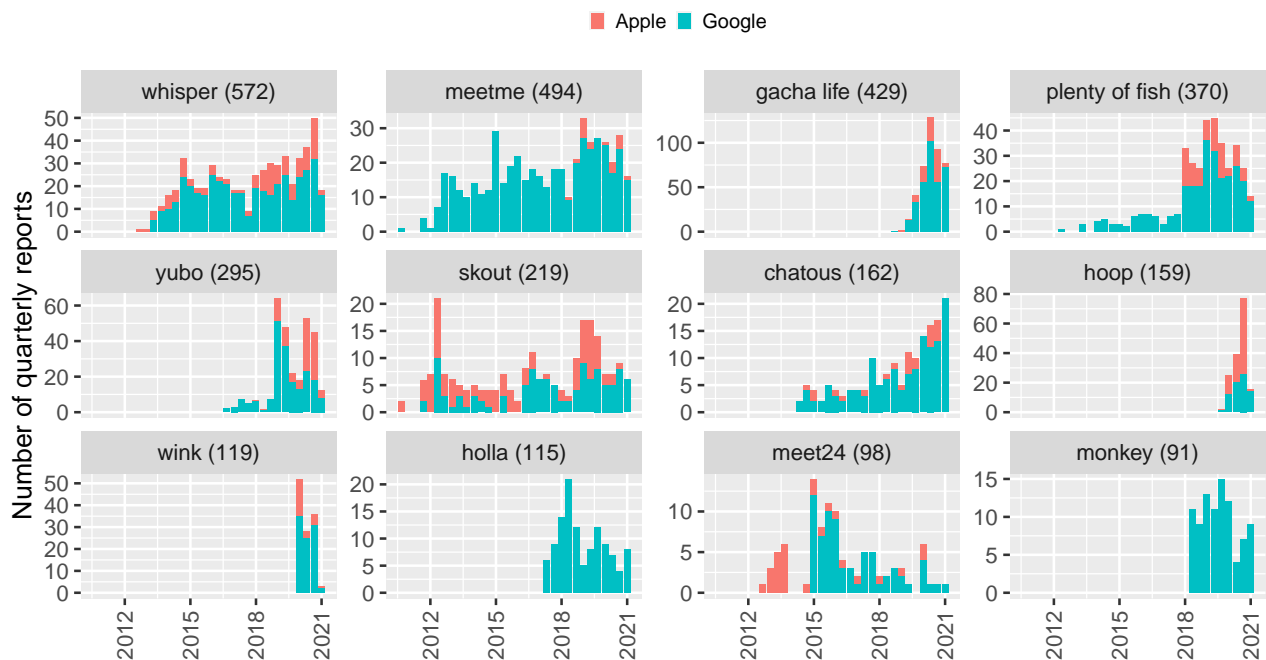 Apple Google
whisper (572) meetme (494) gacha life (429) plenty of fish (370)
50 40 30 20 10 0
30 20 10 0
100 50 0
40 30 20 10 0
Number of quarterly reports
yubo (295) skout (219) chatous (162) hoop (159)
60 40 20 0
20 15 10 5 0
20 15 10 5 0
80 60 40 20 0
wink (119) holla (115) meet24 (98) monkey (91)
50 40 30 20 10 0
20 15 10 5 0
10 5 0
15 10 5 0
2012 2015 2018 2021 2012 2015 2018 2021 2012 2015 2018 2021 2012 2015 2018 2021